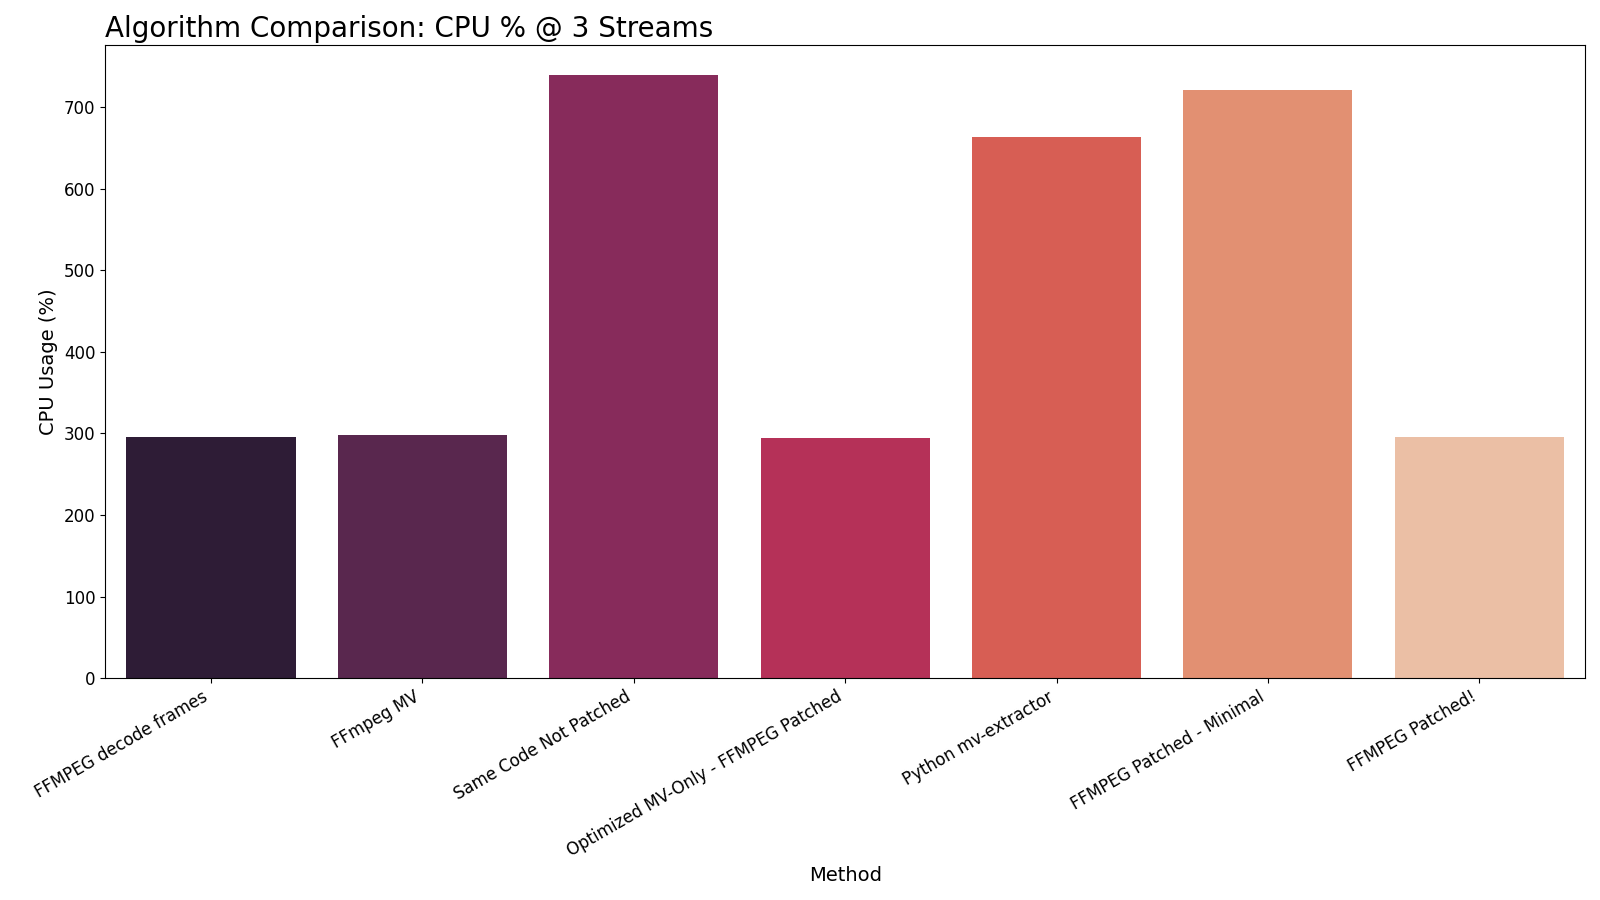 Algorithm Comparison: CPU % @ 3 Streams
CPU Usage (%)
700
600
500
400
300
200
100
0
FFMPEG decode frames
FFmpeg MV
Same Code Not Patched
Optimized MV-Only - FFMPEG Patched
Python mv-extractor
FFMPEG Patched - Minimal
FFMPEG Patched!
Method